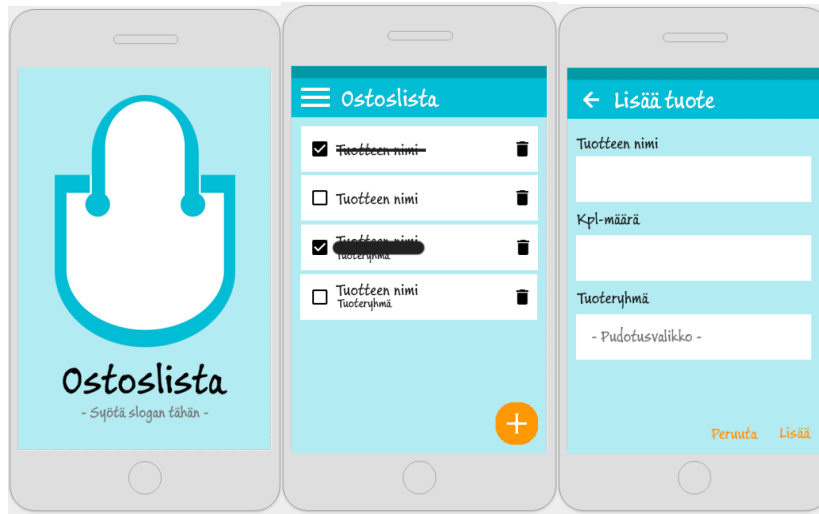 Ostoslista
- Syötä slogan tähän -
Ostoslista
Tuotteen nimi
Tuotteen nimi
Tuotteen nimi
Tuoteryhmä
Tuotteen nimi
Tuoteryhmä
Lisää tuote
Tuotteen nimi
Kpl-määrä
Tuoteryhmä
- Pudotusvalikko -
Peruuta Lisää